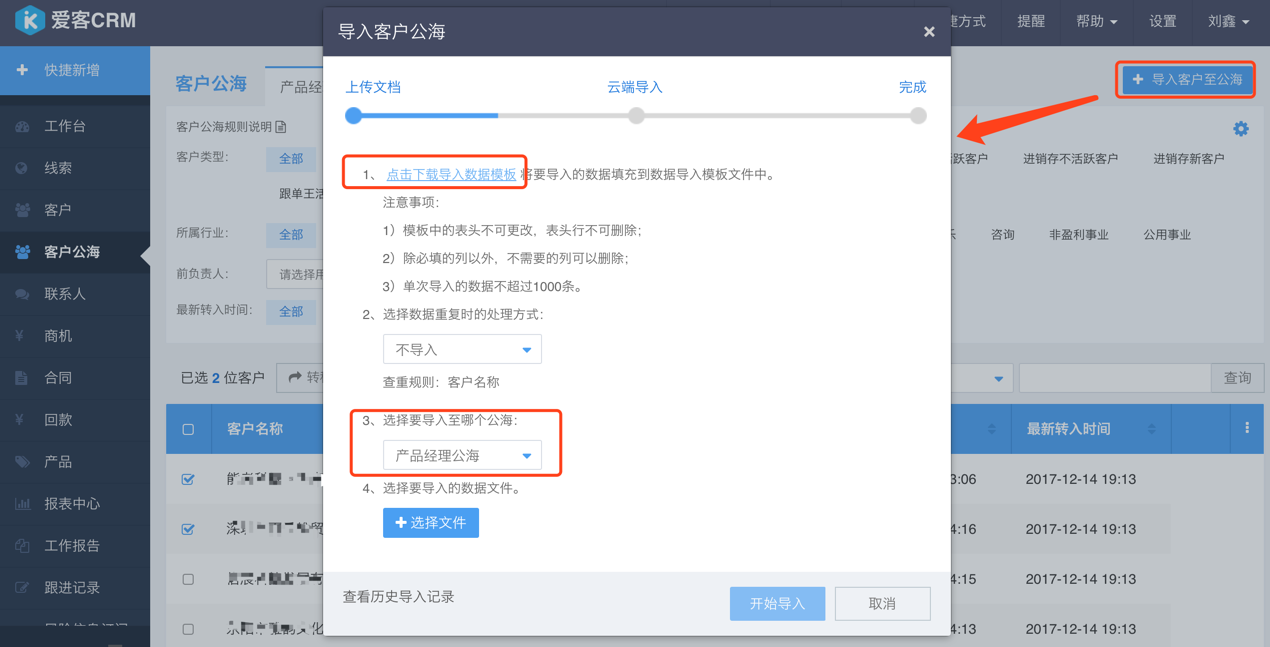 爱客CRM
提醒
帮助
设置
刘鑫
快捷新增
工作台
线索
客户
客户公海
联系人
商机
合同
回款
产品
报表中心
工作报告
跟进记录
客户公海
产品经
导入客户至公海
客户公海规则说明
客户类型：
全部
跃客户
进销存不活跃客户
进销存新客户
跟单王活
所属行业：
全部
咨询
非盈利事业
公用事业
前负责人：
请选择用
最新转入时间：
全部
已选 2 位客户
转移
查询
客户名称
最新转入时间
3:06
2017-12-14 19:13
4:16
2017-12-14 19:13
4:15
2017-12-14 19:13
4:13
2017-12-14 19:13
导入客户公海
上传文档
云端导入
完成
1、 点击下载导入数据模板 将要导入的数据填充到数据导入模板文件中。
注意事项：
1）模板中的表头不可更改，表头行不可删除；
2）除必填的列以外，不需要的列可以删除；
3）单次导入的数据不超过1000条。
2、选择数据重复时的处理方式：
不导入
查重规则：客户名称
3、选择要导入至哪个公海：
产品经理公海
4、选择要导入的数据文件。
选择文件
查看历史导入记录
开始导入
取消